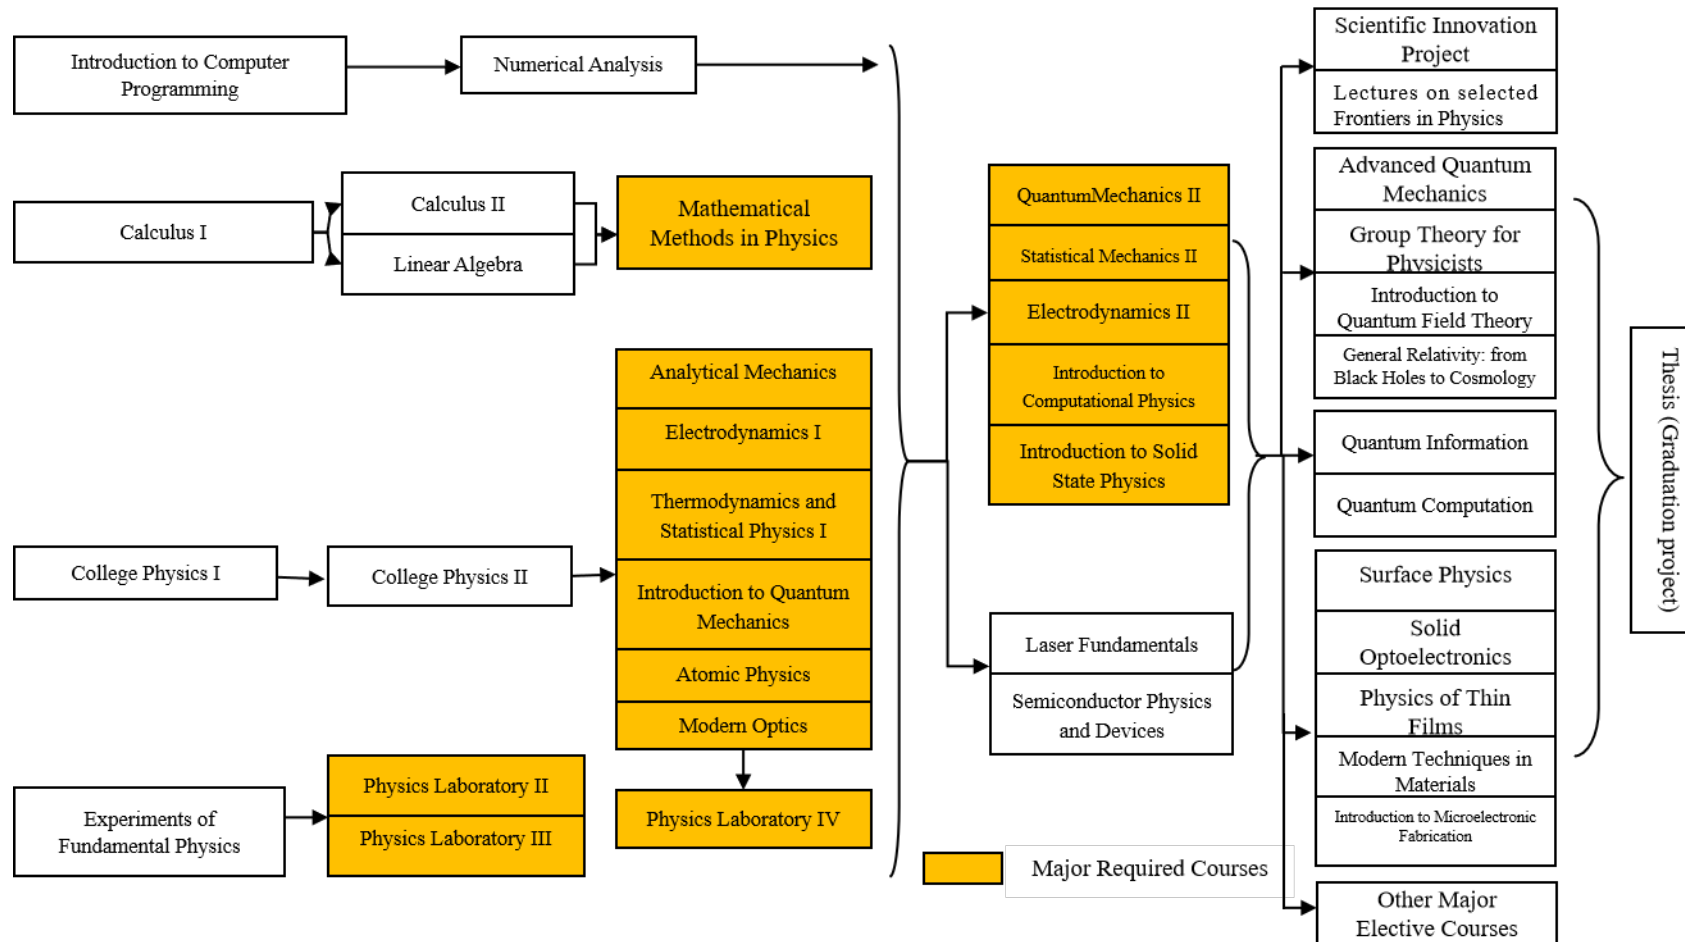 Introduction to Computer
Programming
Numerical Analysis
Calculus I
Calculus II
Linear Algebra
Mathematical
Methods in Physics
College Physics I
College Physics II
Analytical Mechanics
Electrodynamics I
Thermodynamics and
Statistical Physics I
Introduction to Quantum
Mechanics
Atomic Physics
Modern Optics
Experiments of
Fundamental Physics
Physics Laboratory II
Physics Laboratory III
Physics Laboratory IV
QuantumMechanics II
Statistical Mechanics II
Electrodynamics II
Introduction to
Computational Physics
Introduction to Solid
State Physics
Laser Fundamentals
Semiconductor Physics
and Devices
Major Required Courses
Scientific Innovation
Project
Lectures on selected
Frontiers in Physics
Advanced Quantum
Mechanics
Group Theory for
Physicists
Introduction to
Quantum Field Theory
General Relativity: from
Black Holes to Cosmology
Quantum Information
Quantum Computation
Surface Physics
Solid
Optoelectronics
Physics of Thin
Films
Modern Techniques in
Materials
Introduction to Microelectronic
Fabrication
Other Major
Elective Courses
Thesis (Graduation project)